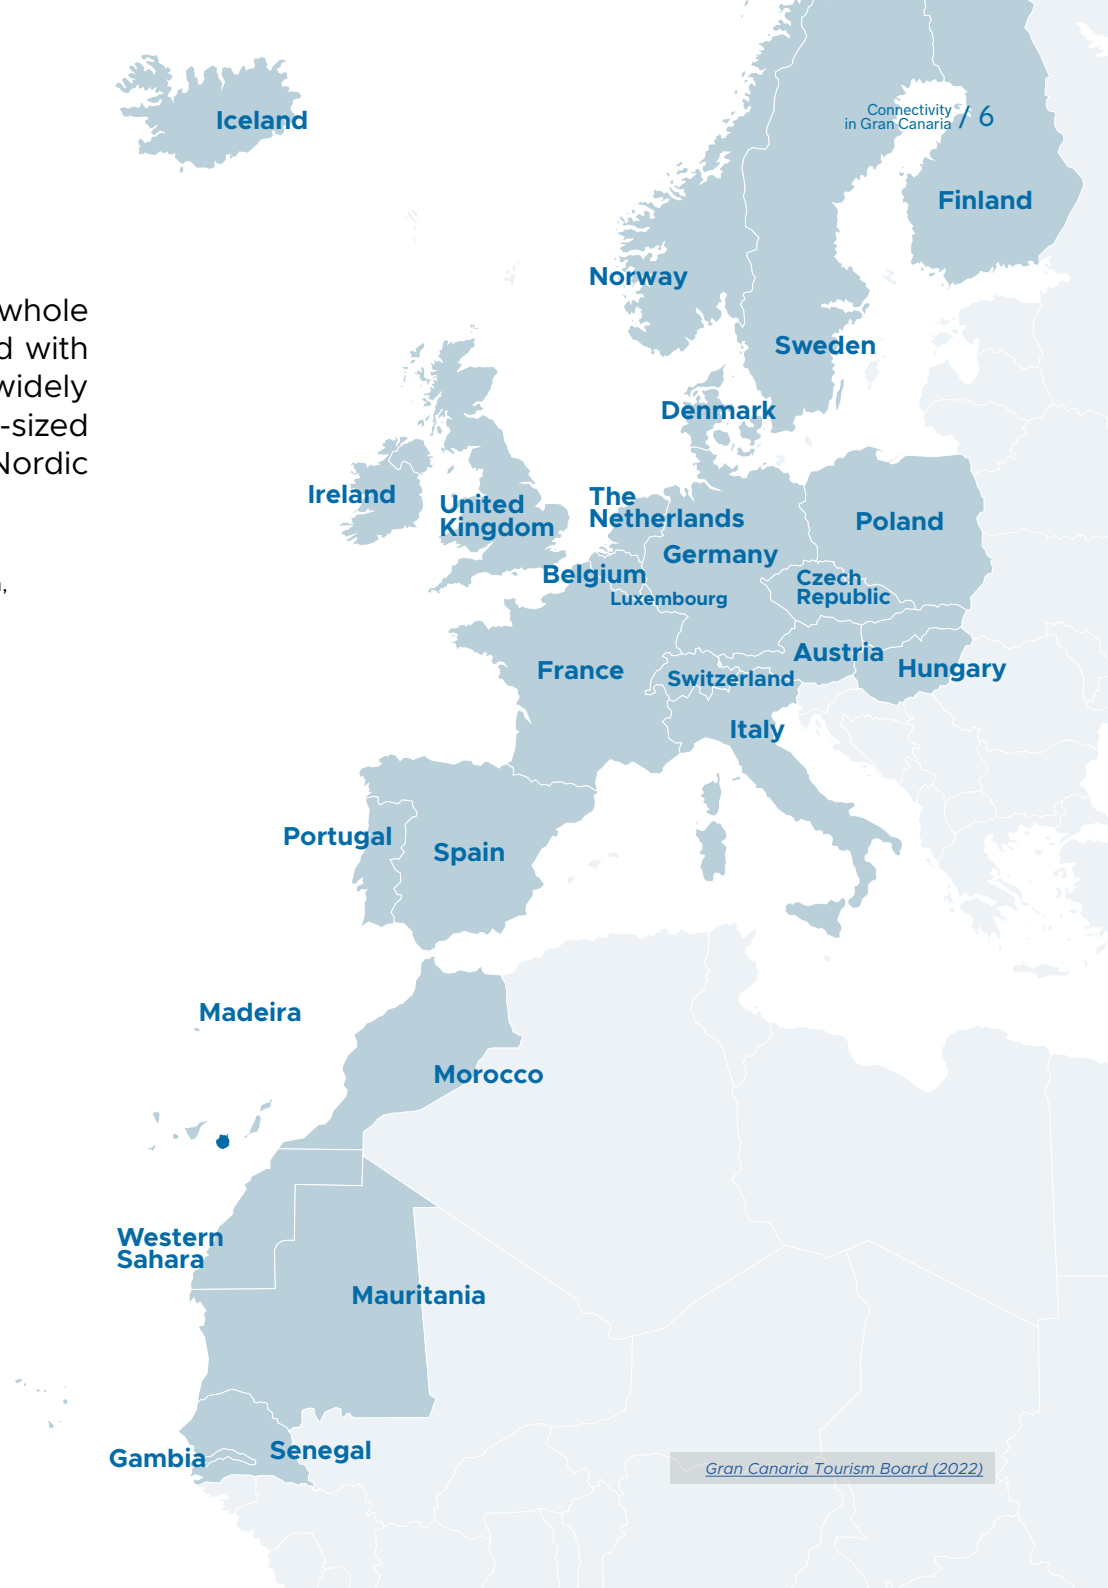 Iceland
Connectivity
in Gran Canaria / 6
Finland
Norway
whole
d with
widely
-sized
Nordic
Sweden
Denmark
Ireland
United
Kingdom
The
Netherlands
Poland
Germany
Belgium
Czech
Republic
Luxembourg
Austria
France
Switzerland
Hungary
Italy
Portugal
Spain
Madeira
Morocco
Western
Sahara
Mauritania
Gambia
Senegal
Gran Canaria Tourism Board (2022)